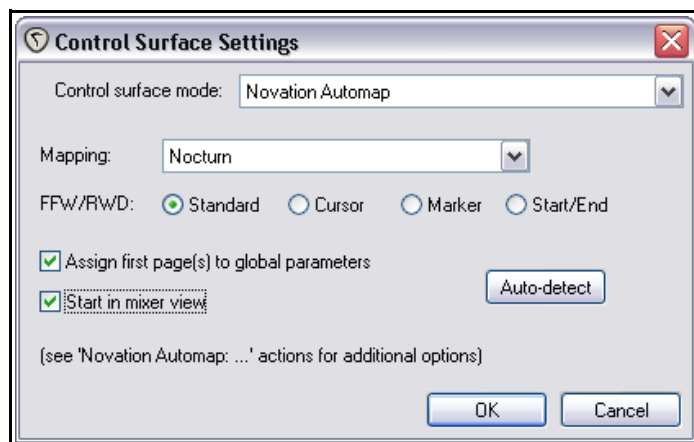 Control Surface Settings
Control surface mode: Novation Automap
Mapping: Nocturn
FFW/RWD: Standard Cursor Marker Start/End
Assign first page(s) to global parameters
Start in mixer view
Auto-detect
(see 'Novation Automap: ...' actions for additional options)
OK Cancel